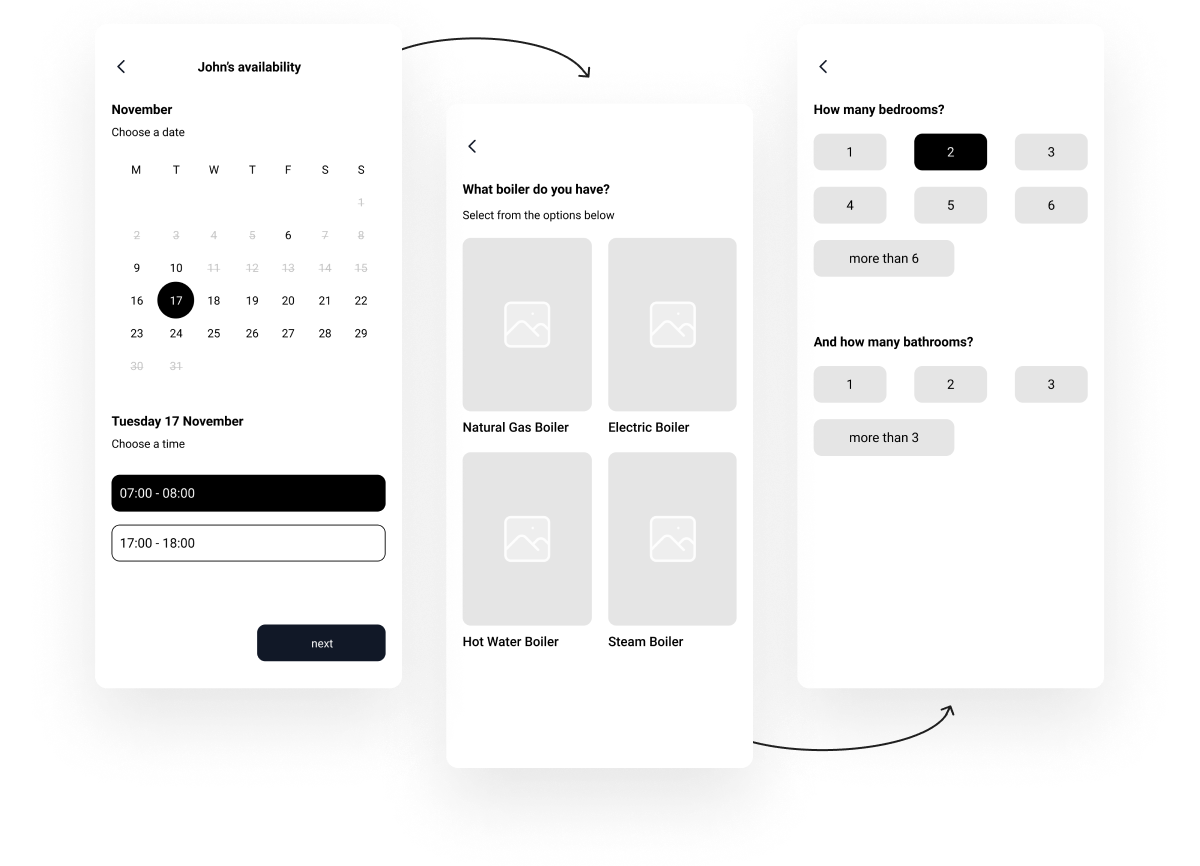 John's availability
November
Choose a date
M T W T F S S
1
2 3 4 5 6 7 8
9 10 11 12 13 14 15
16 17 18 19 20 21 22
23 24 25 26 27 28 29
30 31
Tuesday 17 November
Choose a time
07:00 - 08:00
17:00 - 18:00
next
What boiler do you have?
Select from the options below
Natural Gas Boiler
Electric Boiler
Hot Water Boiler
Steam Boiler
How many bedrooms?
1 2 3
4 5 6
more than 6
And how many bathrooms?
1 2 3
more than 3